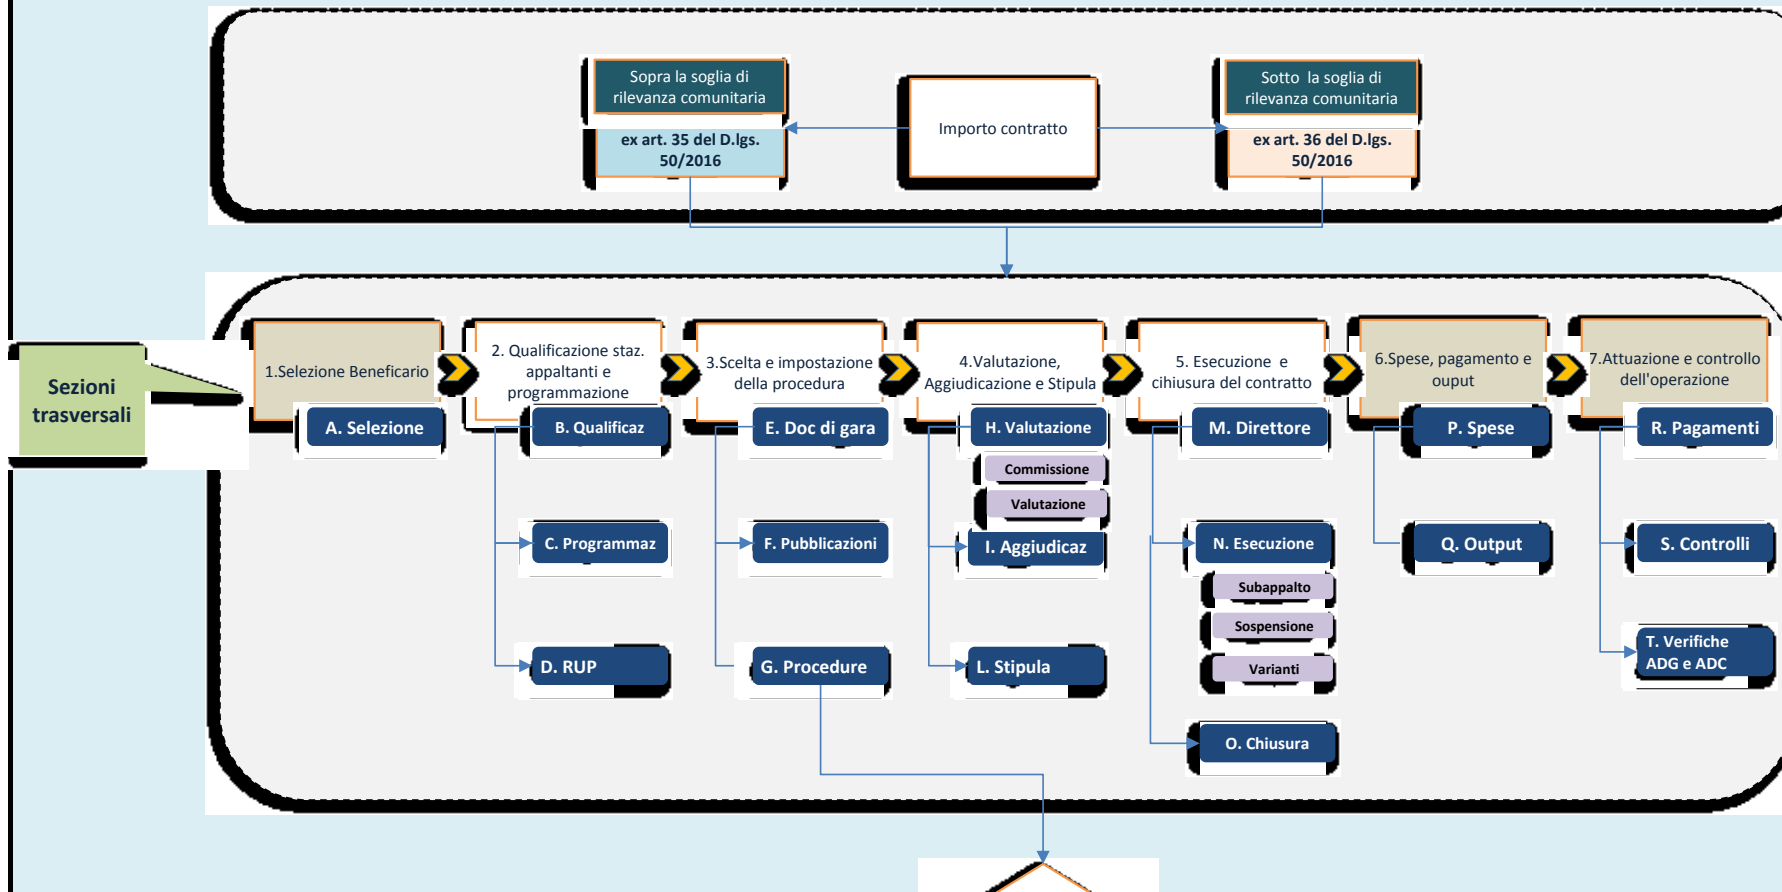 Sopra la soglia di
rilevanza comunitaria
ex art. 35 del D.lgs.
50/2016
Importo contratto
Sotto la soglia di
rilevanza comunitaria
ex art. 36 del D.lgs.
50/2016
Sezioni
trasversali
1.Selezione Beneficario
2. Qualificazione staz.
appaltanti e
programmazione
3.Scelta e impostazione
della procedura
4.Valutazione,
Aggiudicazione e Stipula
5. Esecuzione e
cihiusura del contratto
6.Spese, pagamento e
ouput
7.Attuazione e controllo
dell'operazione
A. Selezione
B. Qualificaz
C. Programmaz
D. RUP
E. Doc di gara
F. Pubblicazioni
G. Procedure
H. Valutazione
Commissione
Valutazione
I. Aggiudicaz
L. Stipula
M. Direttore
N. Esecuzione
Subappalto
Sospensione
Varianti
O. Chiusura
P. Spese
Q. Output
R. Pagamenti
S. Controlli
T. Verifiche
ADG e ADC